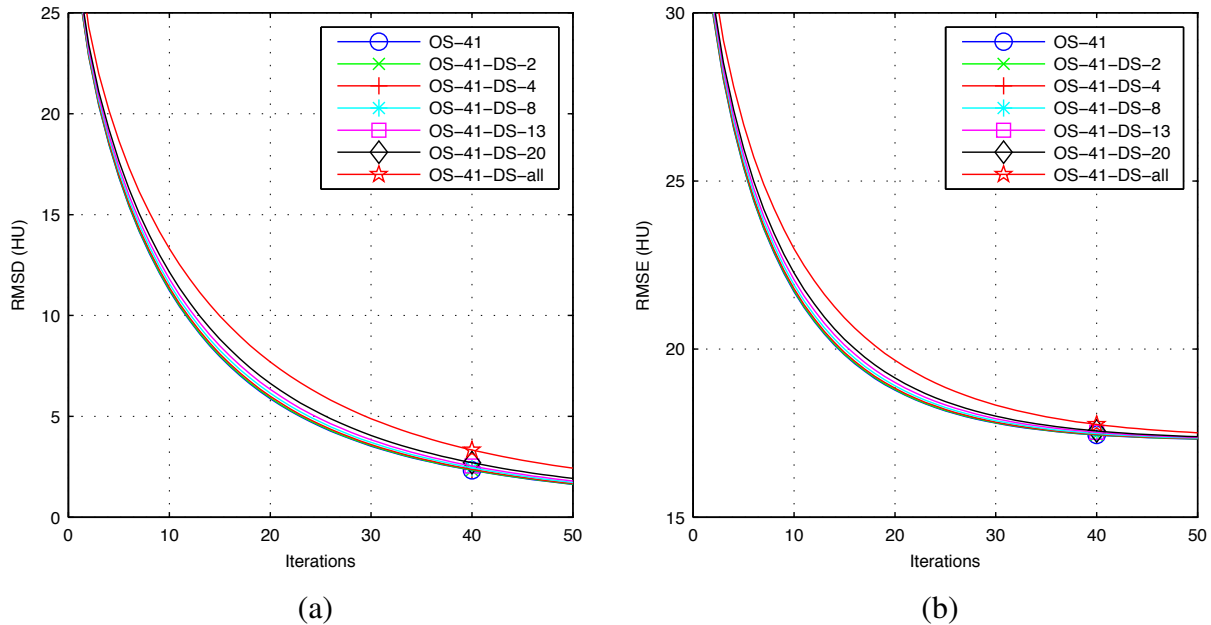 25
20
15
10
5
0
RMSD (HU)
0 10 20 30 40 50
Iterations
OS−41
OS−41−DS−2
OS−41−DS−4
OS−41−DS−8
OS−41−DS−13
OS−41−DS−20
OS−41−DS−all
(a)
30
25
20
15
RMSE (HU)
0 10 20 30 40 50
Iterations
OS−41
OS−41−DS−2
OS−41−DS−4
OS−41−DS−8
OS−41−DS−13
OS−41−DS−20
OS−41−DS−all
(b)